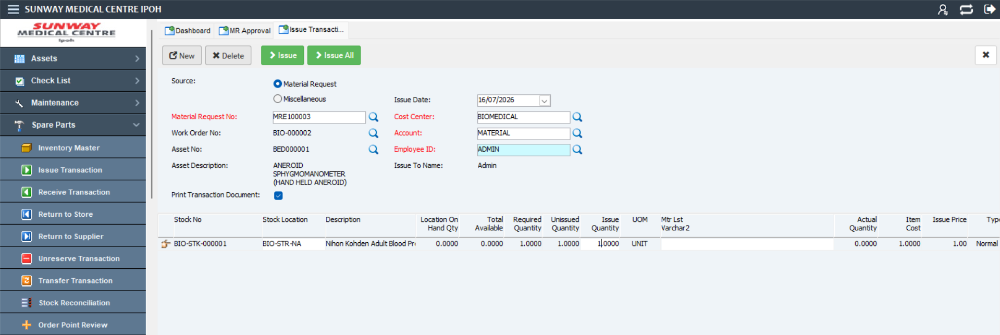 SUNWAY MEDICAL CENTRE IPOH
SUNWAY
MEDICAL CENTRE
Ipoh
Assets
Check List
Maintenance
Spare Parts
Inventory Master
Issue Transaction
Receive Transaction
Return to Store
Return to Supplier
Unreserve Transaction
Transfer Transaction
Stock Reconciliation
Order Point Review
Dashboard
MR Approval
Issue Transacti...
New
Delete
Issue
Issue All
Source:
Material Request
Miscellaneous
Issue Date:
16/07/2026
Material Request No:
MRE100003
Cost Center:
BIOMEDICAL
Work Order No:
BIO-000002
Account:
MATERIAL
Asset No:
BED000001
Employee ID:
ADMIN
Asset Description:
ANEROID
SPHYGMOMANOMETER
(HAND HELD ANEROID)
Issue To Name:
Admin
Print Transaction Document:
Stock No
Stock Location
Description
Location On
Hand Qty
Total
Available
Required
Quantity
Unissued
Quantity
Issue
Quantity
UOM
Mtr Lst
Varchar2
Actual
Quantity
Item
Cost
Issue Price
Type
BIO-STK-000001
BIO-STR-NA
Nihon Kohden Adult Blood Pr
0.0000
0.0000
1.0000
1.0000
1.0000
UNIT
0.0000
1.0000
1.00
Normal